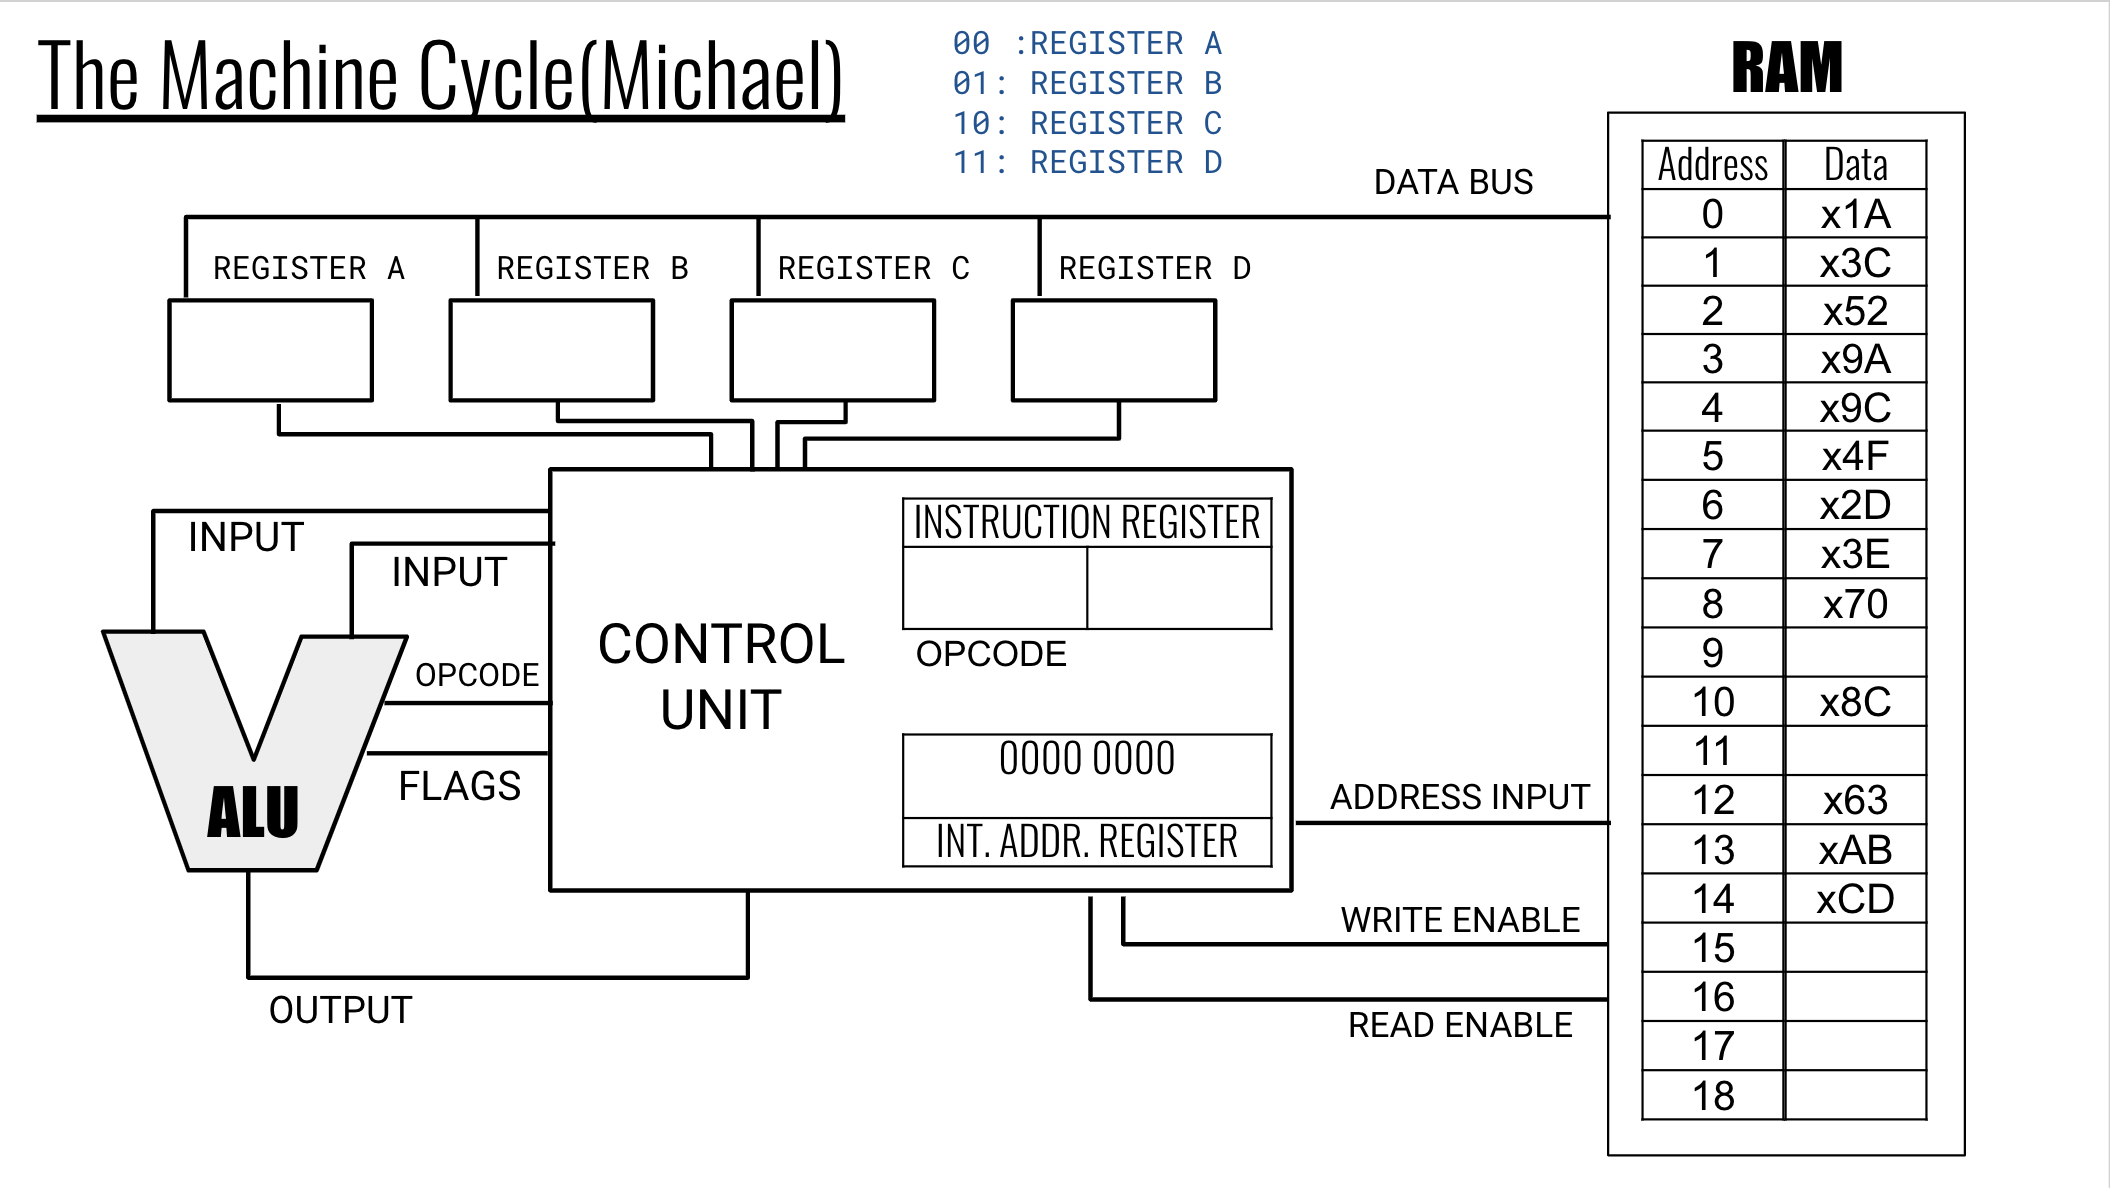 The Machine Cycle(Michael)
00 :REGISTER A
01: REGISTER B
10: REGISTER C
11: REGISTER D
RAM
DATA BUS
REGISTER A
REGISTER B
REGISTER C
REGISTER D
INPUT
INPUT
OPCODE
FLAGS
ALU
OUTPUT
CONTROL
UNIT
INSTRUCTION REGISTER
OPCODE
0000 0000
INT. ADDR. REGISTER
ADDRESS INPUT
WRITE ENABLE
READ ENABLE
Address Data
0 x1A
1 x3C
2 x52
3 x9A
4 x9C
5 x4F
6 x2D
7 x3E
8 x70
9
10 x8C
11
12 x63
13 xAB
14 xCD
15
16
17
18